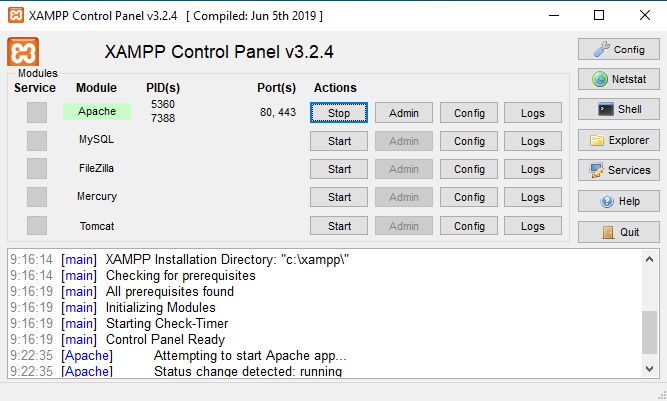 XAMPP Control Panel v3.2.4 [ Compiled: Jun 5th 2019 ]
XAMPP Control Panel v3.2.4
Config
Modules
Service Module PID(s) Port(s) Actions
Netstat
Apache 5360 7388 80, 443 Stop Admin Config Logs
Shell
MySQL Start Admin Config Logs
Explorer
FileZilla Start Admin Config Logs
Services
Mercury Start Admin Config Logs
Help
Tomcat Start Admin Config Logs
Quit
9:16:14 [main] XAMPP Installation Directory: "c:\xampp\"
9:16:14 [main] Checking for prerequisites
9:16:19 [main] All prerequisites found
9:16:19 [main] Initializing Modules
9:16:19 [main] Starting Check-Timer
9:16:19 [main] Control Panel Ready
9:22:35 [Apache] Attempting to start Apache app...
9:22:35 [Apache] Status change detected: running